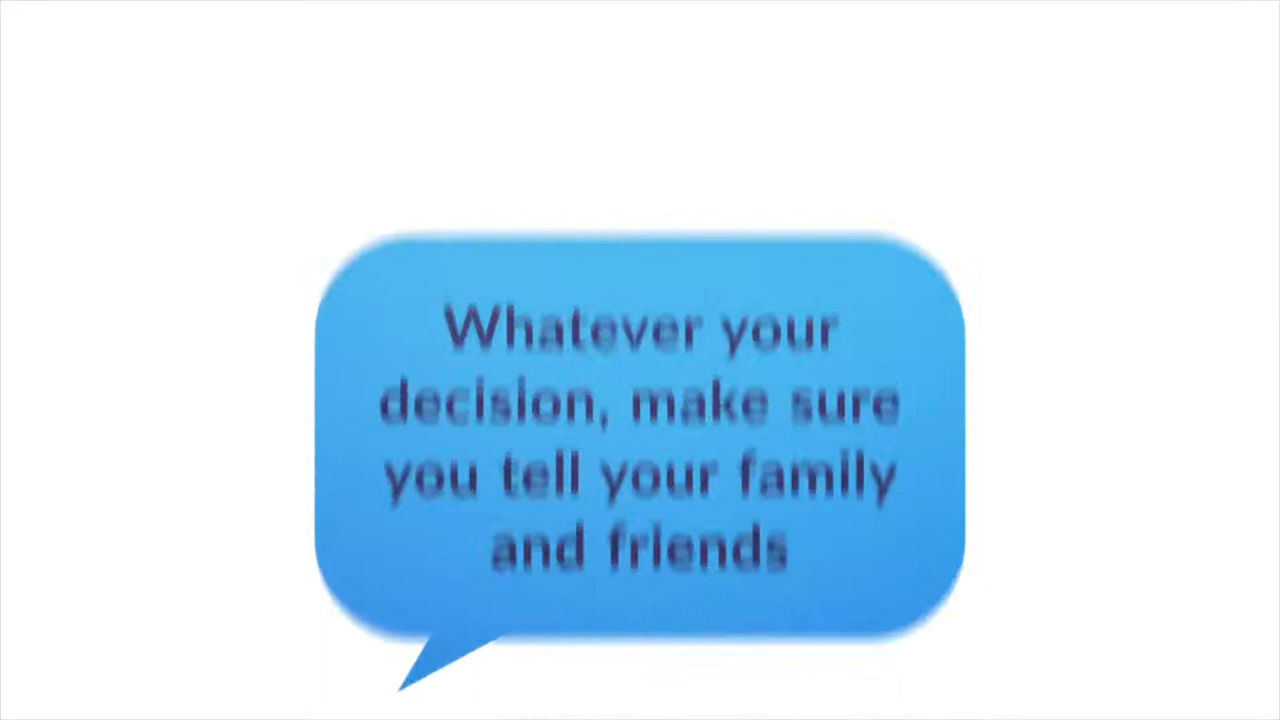 Whatever your
decision, make sure
you tell your family
and friends